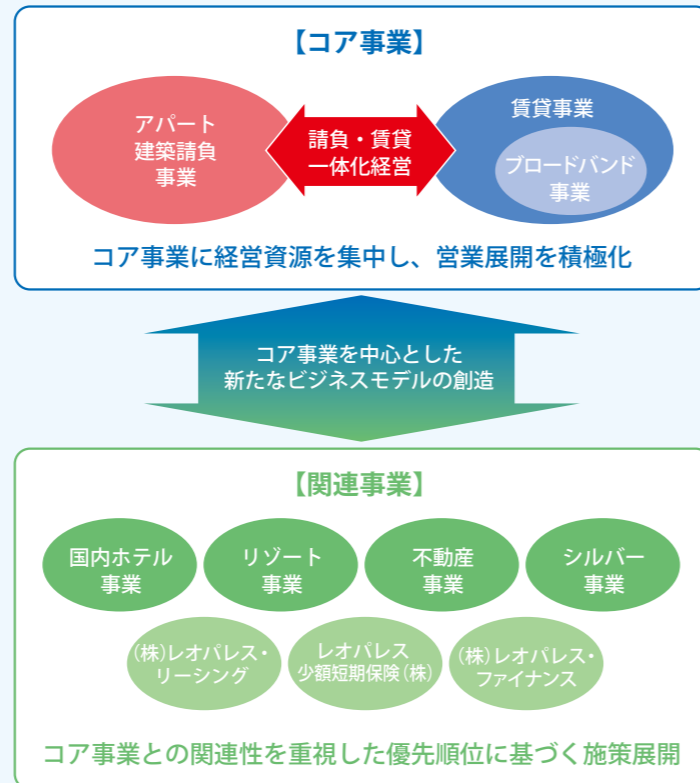 【コア事業】
アパート
建築請負
事業
請負・賃貸
一体化経営
賃貸事業
ブロードバンド
事業
コア事業に経営資源を集中し、営業展開を積極化
コア事業を中心とした
新たなビジネスモデルの創造
【関連事業】
国内ホテル
事業
リゾート
事業
不動産
事業
シルバー
事業
(株)レオパレス・
リーシング
レオパレス
少額短期保険(株)
(株)レオパレス・
ファイナンス
コア事業との関連性を重視した優先順位に基づく施策展開